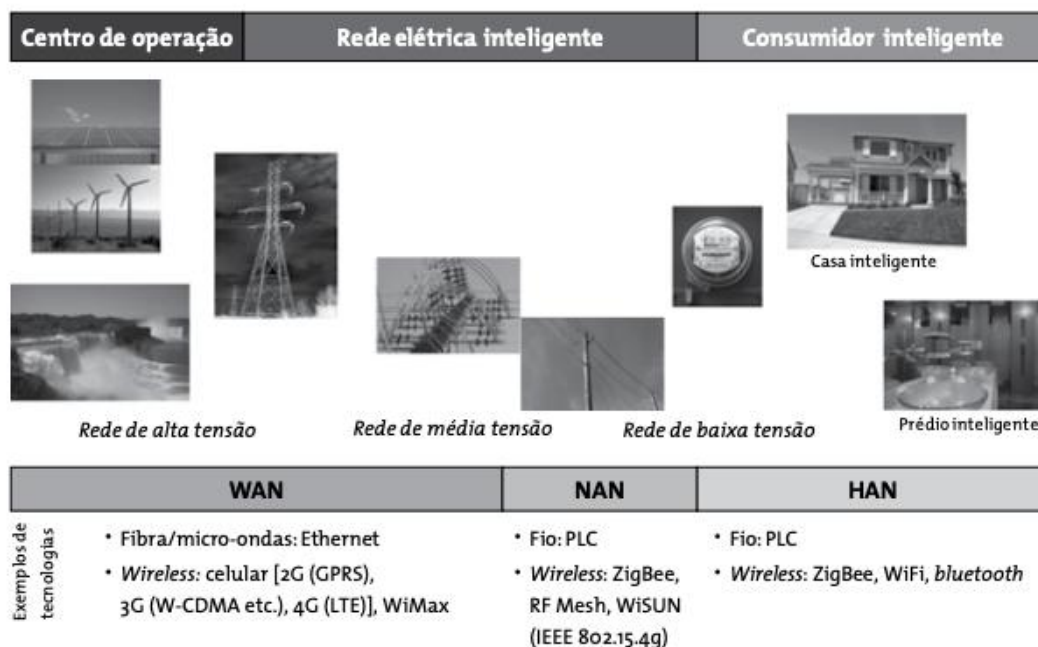 Centro de operação
Rede elétrica inteligente
Consumidor inteligente
Casa inteligente
Prédio inteligente
Rede de alta tensão
Rede de média tensão
Rede de baixa tensão
WAN
NAN
HAN
Exemplos de
tecnologias
• Fibra/micro-ondas: Ethernet
• Wireless: celular [2G (GPRS),
3G (W-CDMA etc.), 4G (LTE)], WiMax
• Fio: PLC
• Wireless: ZigBee,
RF Mesh, WiSUN
(IEEE 802.15.4g)
• Fio: PLC
• Wireless: ZigBee, WiFi, bluetooth